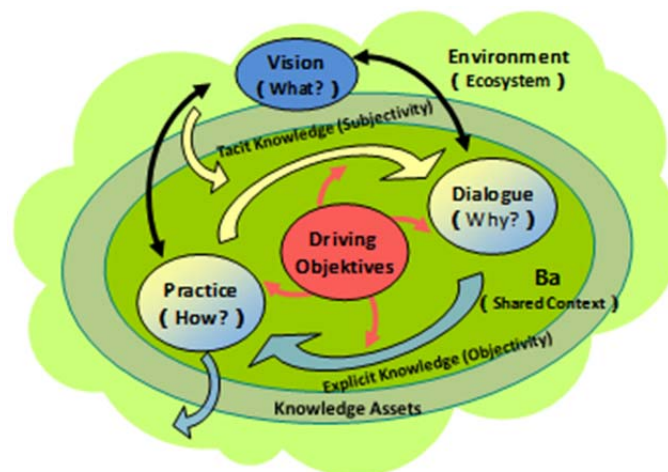 Vision
( What? )
Environment
( Ecosystem )
Tacit Knowledge (Subjectivity)
Dialogue
( Why? )
Driving
Objektives
Practice
( How? )
Ba
( Shared Context )
Explicit Knowledge (Objectivity)
Knowledge Assets